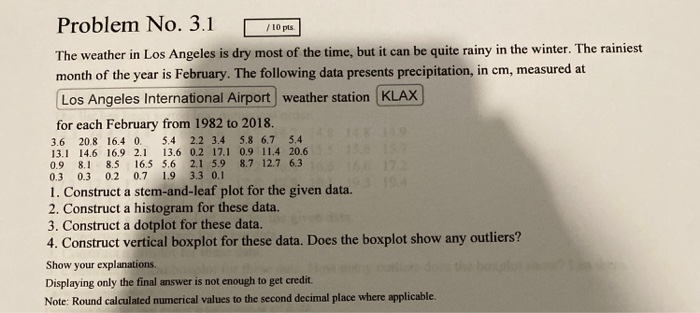 Problem No. 3.1 / 10 pts.
The weather in Los Angeles is dry most of the time, but it can be quite rainy in the winter. The rainiest
month of the year is February. The following data presents precipitation, in cm, measured at
Los Angeles International Airport weather station KLAX
for each February from 1982 to 2018.
3.6 20.8 16.4 0. 5.4 2.2 3.4 5.8 6.7 5.4
13.1 14.6 16.9 2.1 13.6 0.2 17.1 0.9 11.4 20.6
0.9 8.1 8.5 16.5 5.6 2.1 5.9 8.7 12.7 6.3
0.3 0.3 0.2 0.7 1.9 3.3 0.1
1. Construct a stem-and-leaf plot for the given data.
2. Construct a histogram for these data.
3. Construct a dotplot for these data.
4. Construct vertical boxplot for these data. Does the boxplot show any outliers?
Show your explanations.
Displaying only the final answer is not enough to get credit.
Note: Round calculated numerical values to the second decimal place where applicable.